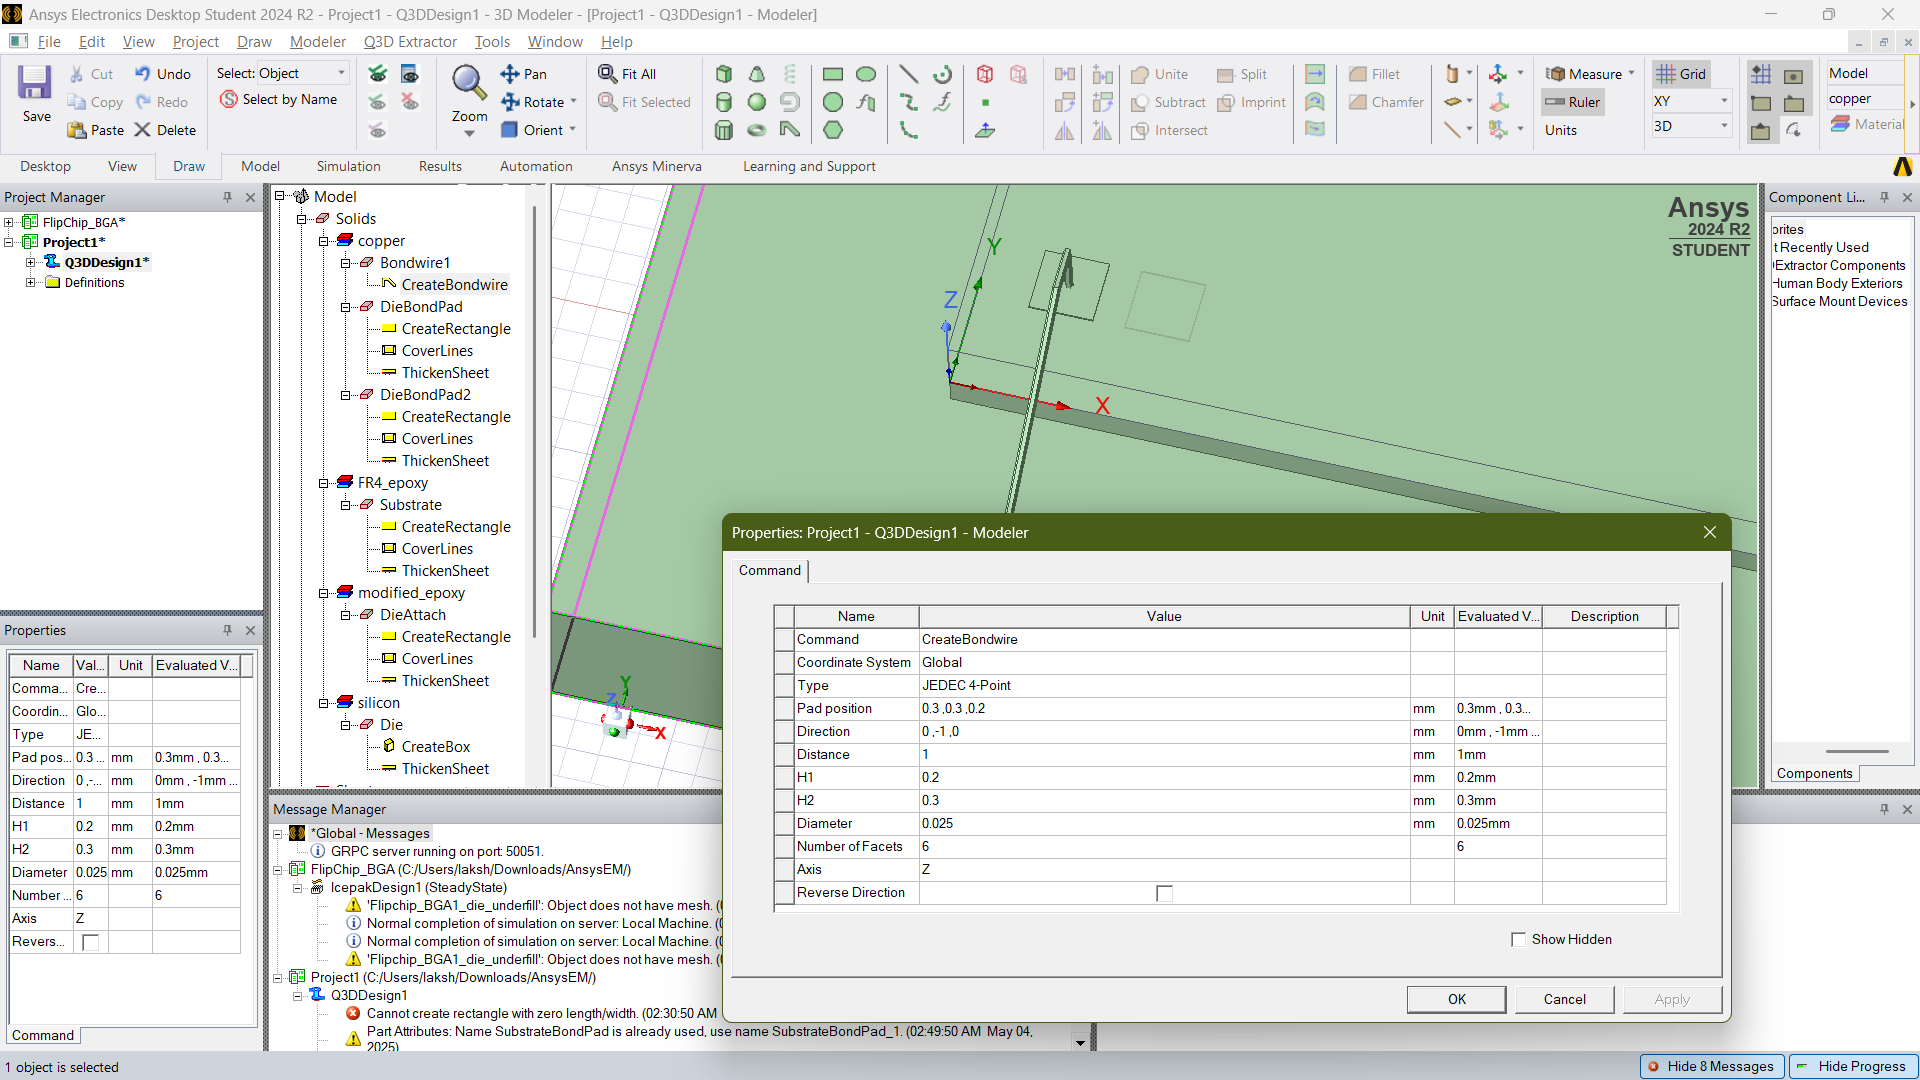 Ansys Electronics Desktop Student 2024 R2 - Project1 - Q3DDesign1 - 3D Modeler - [Project1 - Q3DDesign1 - Modeler]
File Edit View Project Draw Modeler Q3D Extractor Tools Window Help
Save
Cut
Copy
Paste
Undo
Redo
Delete
Select: Object
Select by Name
Zoom
Pan
Rotate
Orient
Fit All
Fit Selected
Unite
Subtract
Intersect
Split
Imprint
Fillet
Chamfer
Measure
Ruler
Units
Grid
XY
3D
Model
copper
Material
Desktop View Draw Model Simulation Results Automation Ansys Minerva Learning and Support
Project Manager
FlipChip_BGA*
Project1*
Q3DDesign1*
Definitions
Model
Solids
copper
Bondwire1
CreateBondwire
DieBondPad
CreateRectangle
CoverLines
ThickenSheet
DieBondPad2
CreateRectangle
CoverLines
ThickenSheet
FR4_epoxy
Substrate
CreateRectangle
CoverLines
ThickenSheet
modified_epoxy
DieAttach
CreateRectangle
CoverLines
ThickenSheet
silicon
Die
CreateBox
ThickenSheet
Ansys
2024 R2
STUDENT
Y
Z
X
Y
Z
X
Component Li...
orites
t Recently Used
Extractor Components
Human Body Exteriors
Surface Mount Devices
Components
Properties
Name Val... Unit Evaluated V...
Comma... Cre...
Coordin... Glo...
Type JE...
Pad pos... 0.3 ... mm 0.3mm , 0.3...
Direction 0 ,-... mm 0mm , -1mm ...
Distance 1 mm 1mm
H1 0.2 mm 0.2mm
H2 0.3 mm 0.3mm
Diameter 0.025 mm 0.025mm
Number ... 6 6
Axis Z
Revers...
Command
Message Manager
*Global - Messages
GRPC server running on port: 50051.
FlipChip_BGA (C:/Users/laksh/Downloads/AnsysEM/)
IcepakDesign1 (SteadyState)
'Flipchip_BGA1_die_underfill': Object does not have mesh. (0
Normal completion of simulation on server: Local Machine. (0
Normal completion of simulation on server: Local Machine. (0
'Flipchip_BGA1_die_underfill': Object does not have mesh. (0
Project1 (C:/Users/laksh/Downloads/AnsysEM/)
Q3DDesign1
Cannot create rectangle with zero length/width. (02:30:50 AM
Part Attributes: Name SubstrateBondPad is already used, use name SubstrateBondPad_1. (02:49:50 AM May 04,
2025)
Properties: Project1 - Q3DDesign1 - Modeler
Command
Name Value Unit Evaluated V... Description
Command CreateBondwire
Coordinate System Global
Type JEDEC 4-Point
Pad position 0.3 ,0.3 ,0.2 mm 0.3mm , 0.3...
Direction 0 ,-1 ,0 mm 0mm , -1mm ...
Distance 1 mm 1mm
H1 0.2 mm 0.2mm
H2 0.3 mm 0.3mm
Diameter 0.025 mm 0.025mm
Number of Facets 6 6
Axis Z
Reverse Direction
Show Hidden
OK Cancel Apply
1 object is selected
Hide 8 Messages
Hide Progress